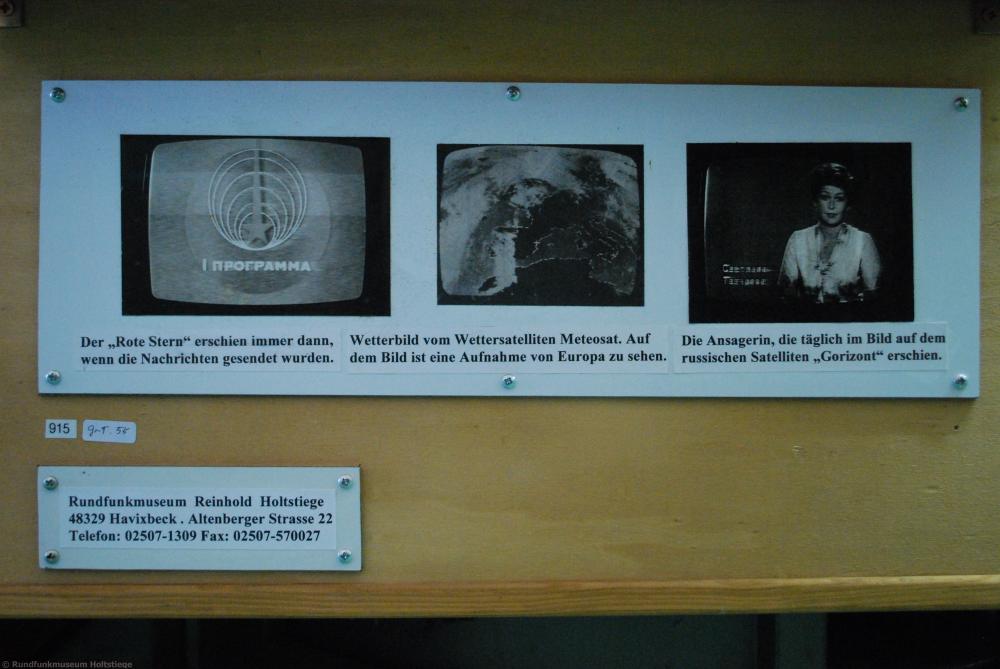 I ПРОГРАММА
Der „Rote Stern“ erschien immer dann,
wenn die Nachrichten gesendet wurden.
Wetterbild vom Wettersatelliten Meteosat. Auf
dem Bild ist eine Aufnahme von Europa zu sehen.
Die Ansagerin, die täglich im Bild auf dem
russischen Satelliten „Gorizont“ erschien.
915
Rundfunkmuseum Reinhold Holtstiege
48329 Havixbeck . Altenberger Strasse 22
Telefon: 02507-1309 Fax: 02507-570027
© Rundfunkmuseum Holtstiege